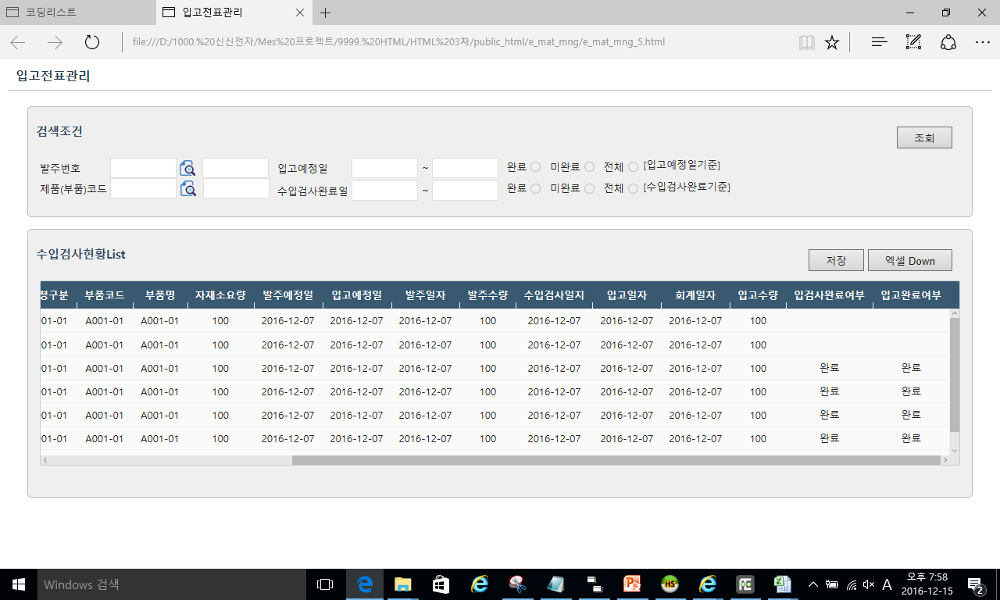 코딩리스트
입고전표관리
file:///D:/1000.%20신신전자/Mes%20프로젝트/9999.%20HTML/HTML%203차/public_html/e_mat_mng/e_mat_mng_5.html
입고전표관리
검색조건
조회
발주번호 입고예정일 ~ 완료 미완료 전체 [입고예정일기준]
제품(부품)코드 수입검사완료일 ~ 완료 미완료 전체 [수입검사완료기준]
수입검사현황List
저장 엑셀 Down
청구분 부품코드 부품명 자재소요량 발주예정일 입고예정일 발주일자 발주수량 수입검사일지 입고일자 회계일자 입고수량 입검사완료여부 입고완료여부
01-01 A001-01 A001-01 100 2016-12-07 2016-12-07 2016-12-07 100 2016-12-07 2016-12-07 2016-12-07 100
01-01 A001-01 A001-01 100 2016-12-07 2016-12-07 2016-12-07 100 2016-12-07 2016-12-07 2016-12-07 100
01-01 A001-01 A001-01 100 2016-12-07 2016-12-07 2016-12-07 100 2016-12-07 2016-12-07 2016-12-07 100 완료 완료
01-01 A001-01 A001-01 100 2016-12-07 2016-12-07 2016-12-07 100 2016-12-07 2016-12-07 2016-12-07 100 완료 완료
01-01 A001-01 A001-01 100 2016-12-07 2016-12-07 2016-12-07 100 2016-12-07 2016-12-07 2016-12-07 100 완료 완료
01-01 A001-01 A001-01 100 2016-12-07 2016-12-07 2016-12-07 100 2016-12-07 2016-12-07 2016-12-07 100 완료 완료
Windows 검색
HS
A
오후 7:58
2016-12-15
2